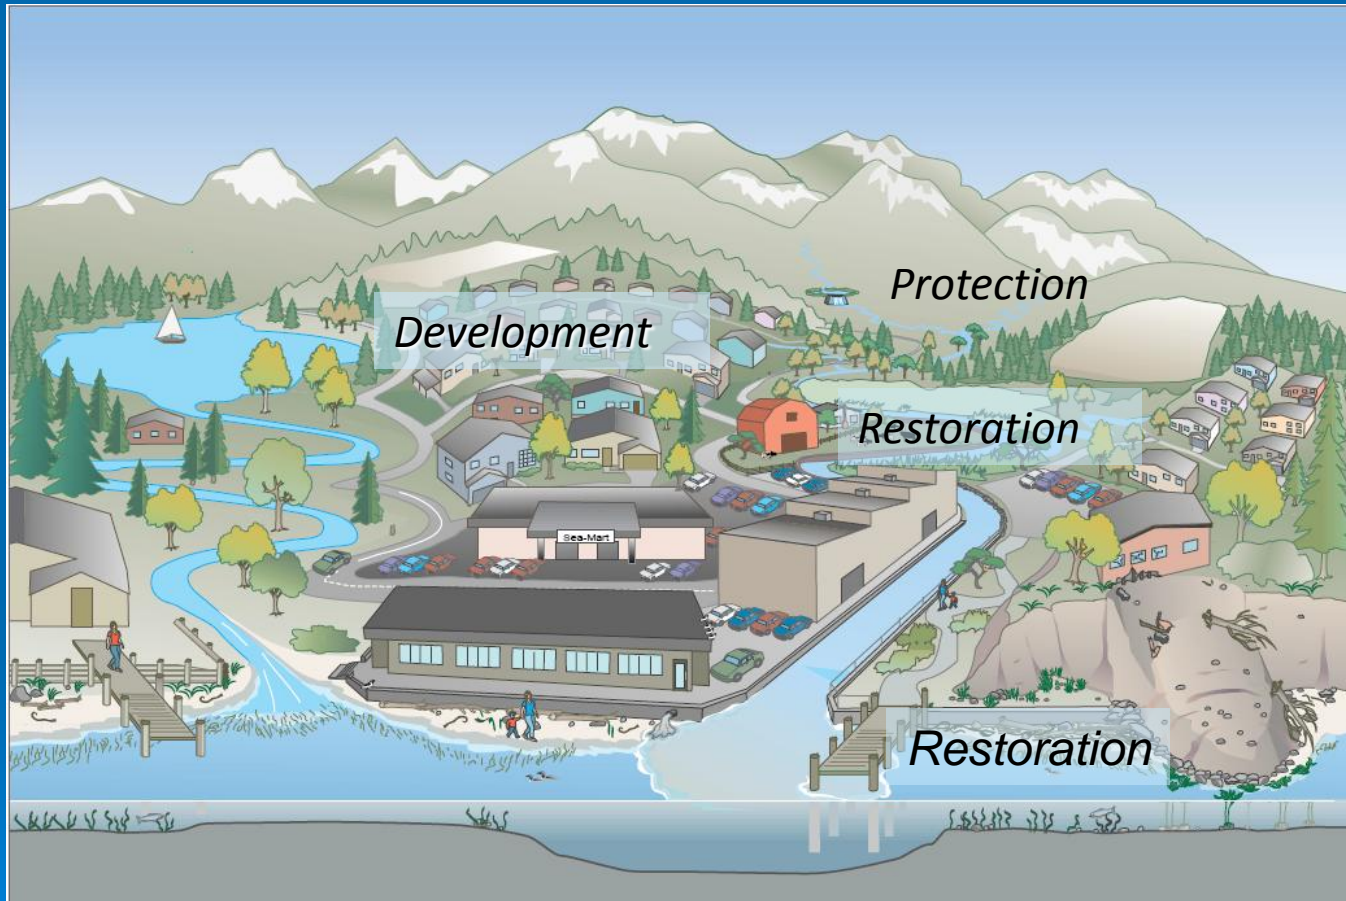 Protection
Development
Restoration
Sea-Mart
Restoration